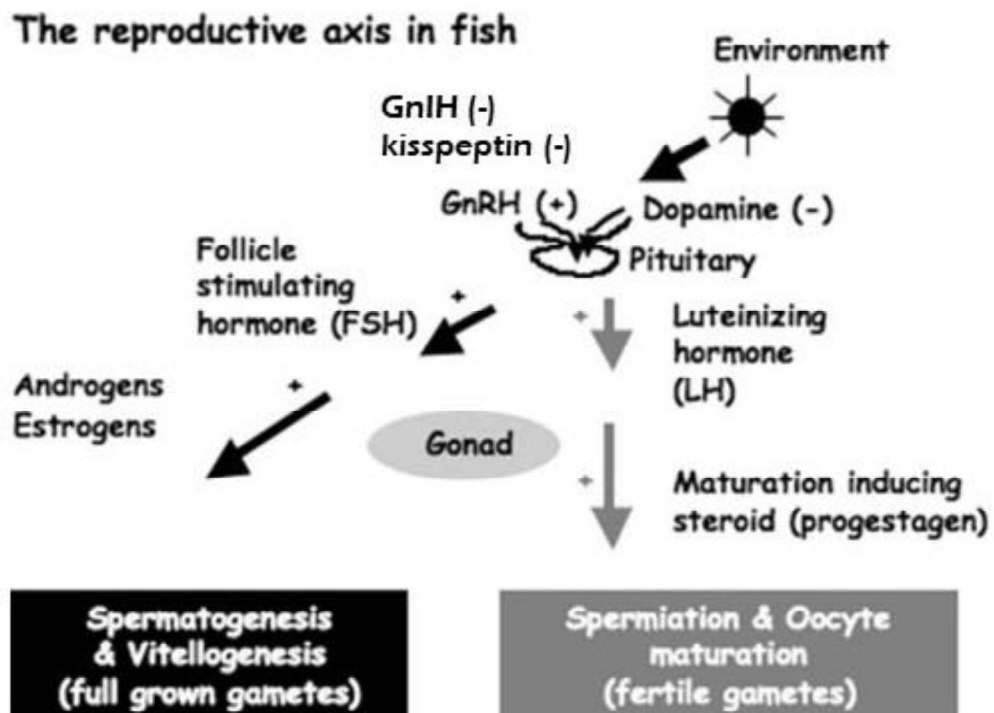 The reproductive axis in fish
Environment
GnIH (-)
kisspeptin (-)
GnRH (+)
Dopamine (-)
Pituitary
Follicle
stimulating
hormone (FSH)
+
+
Luteinizing
hormone
(LH)
Androgens
Estrogens
+
Gonad
+
Maturation inducing
steroid (progestagen)
Spermatogenesis
& Vitellogenesis
(full grown gametes)
Spermiation & Oocyte
maturation
(fertile gametes)